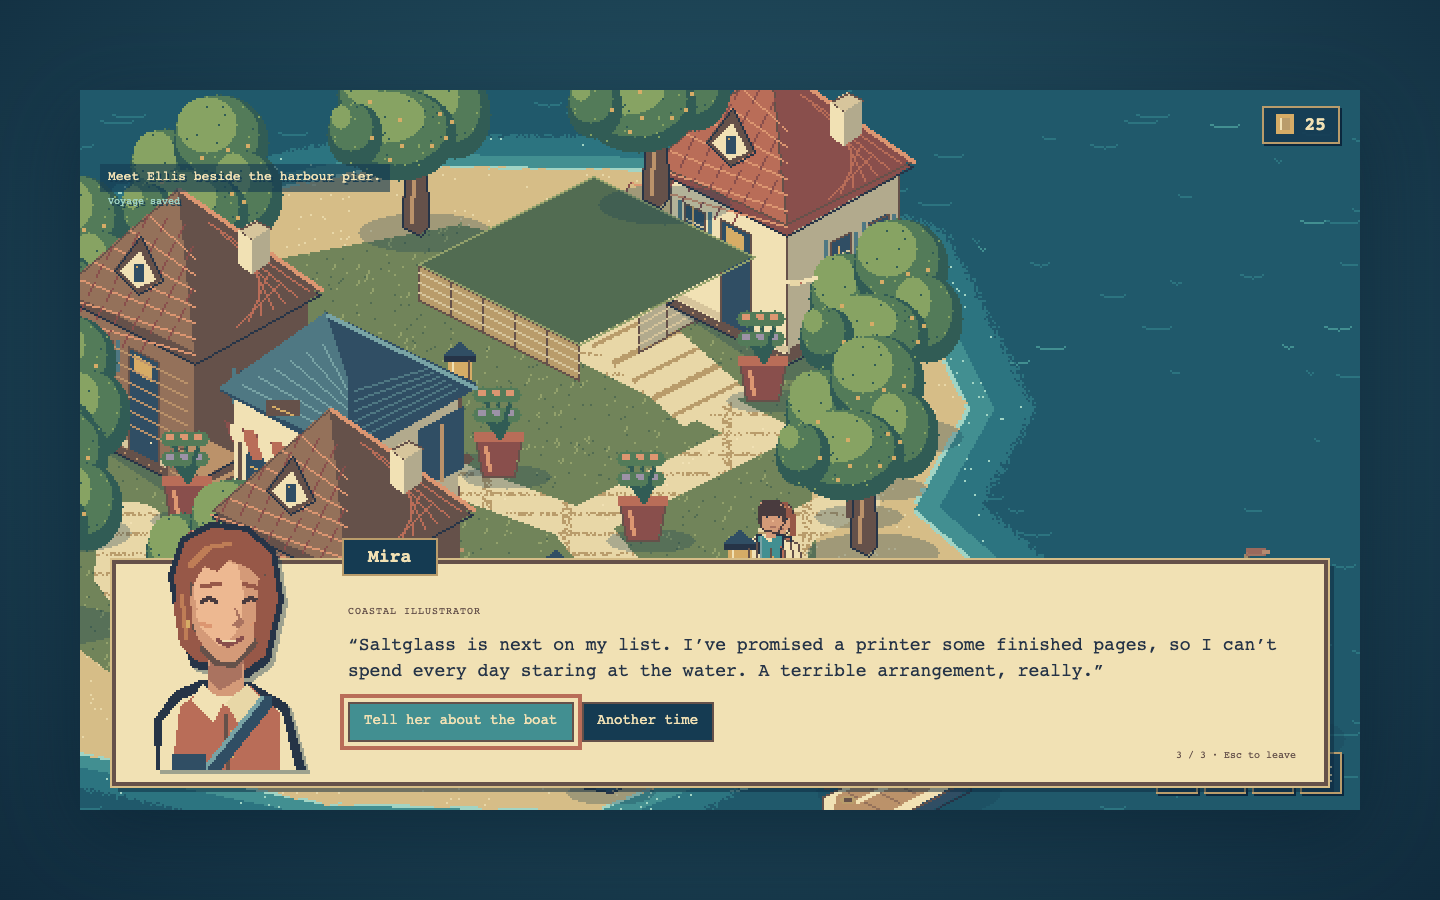 25
Meet Ellis beside the harbour pier.
Voyage saved
Mira
COASTAL ILLUSTRATOR
“Saltglass is next on my list. I’ve promised a printer some finished pages, so I can’t
spend every day staring at the water. A terrible arrangement, really.”
Tell her about the boat
Another time
3 / 3 · Esc to leave